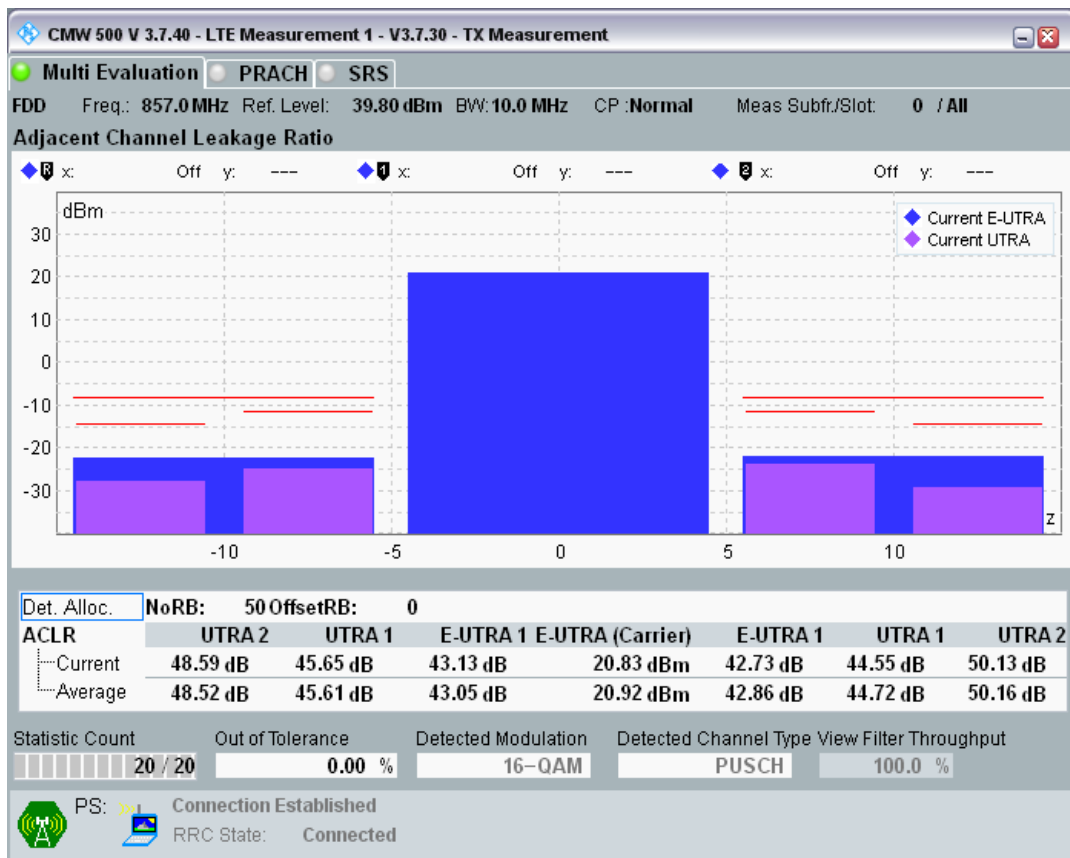 CMW 500 V 3.7.40 - LTE Measurement 1 - V3.7.30 - TX Measurement
Multi Evaluation PRACH SRS
FDD Freq.: 857.0 MHz Ref. Level: 39.80 dBm BW: 10.0 MHz CP :Normal Meas Subfr./Slot: 0 / All
Adjacent Channel Leakage Ratio
R x: Off y: --- 1 x: Off y: --- 2 x: Off y: ---
dBm
Current E-UTRA
Current UTRA
30
20
10
0
-10
-20
-30
z
-10 -5 0 5 10
Det. Alloc. NoRB: 50 OffsetRB: 0
ACLR UTRA 2 UTRA 1 E-UTRA 1 E-UTRA (Carrier) E-UTRA 1 UTRA 1 UTRA 2
Current 48.59 dB 45.65 dB 43.13 dB 20.83 dBm 42.73 dB 44.55 dB 50.13 dB
Average 48.52 dB 45.61 dB 43.05 dB 20.92 dBm 42.86 dB 44.72 dB 50.16 dB
Statistic Count Out of Tolerance Detected Modulation Detected Channel Type View Filter Throughput
20 / 20 0.00 % 16-QAM PUSCH 100.0 %
PS: Connection Established
RRC State: Connected